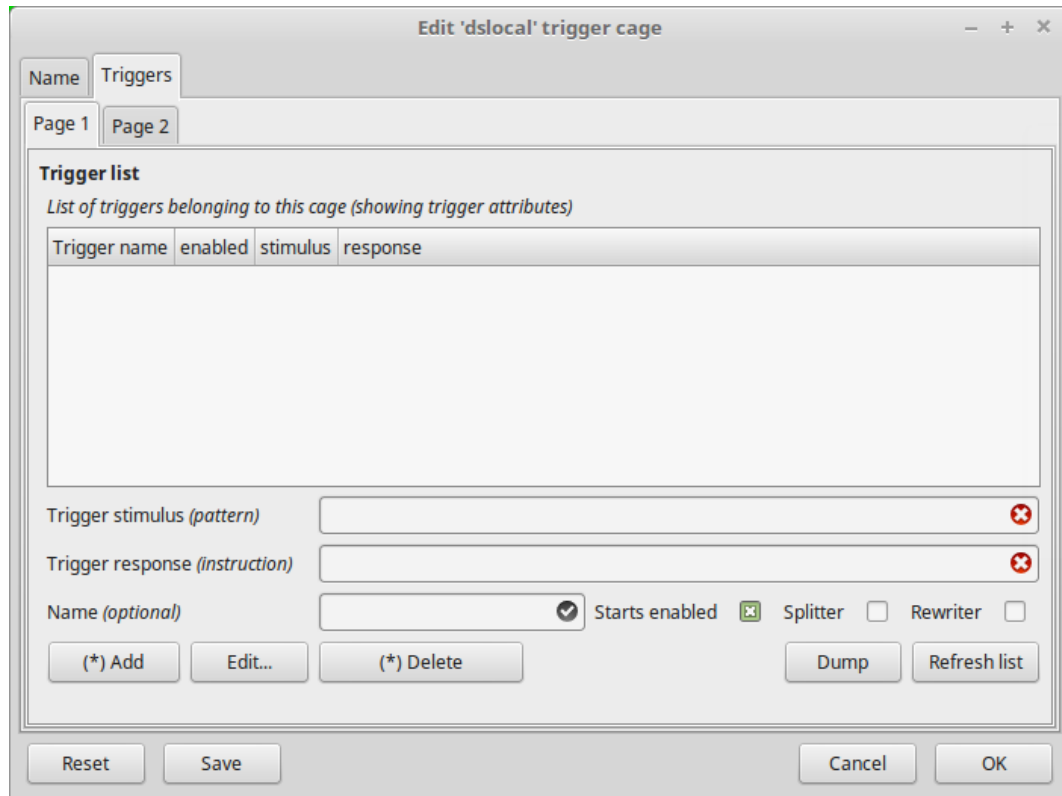 Edit 'dslocal' trigger cage
Name Triggers
Page 1 Page 2
Trigger list
List of triggers belonging to this cage (showing trigger attributes)
Trigger name enabled stimulus response
Trigger stimulus (pattern)
Trigger response (instruction)
Name (optional) Starts enabled Splitter Rewriter
(*) Add Edit... (*) Delete Dump Refresh list
Reset Save Cancel OK